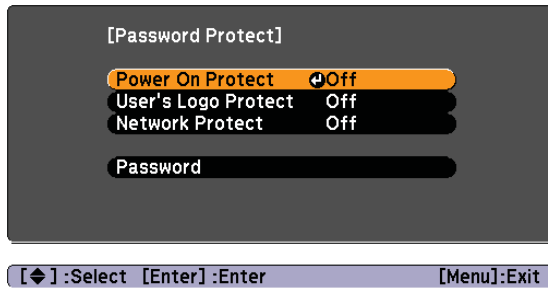 [Password Protect]
Power On Protect Off
User's Logo Protect Off
Network Protect Off
Password
[◆] :Select [Enter] :Enter [Menu]:Exit